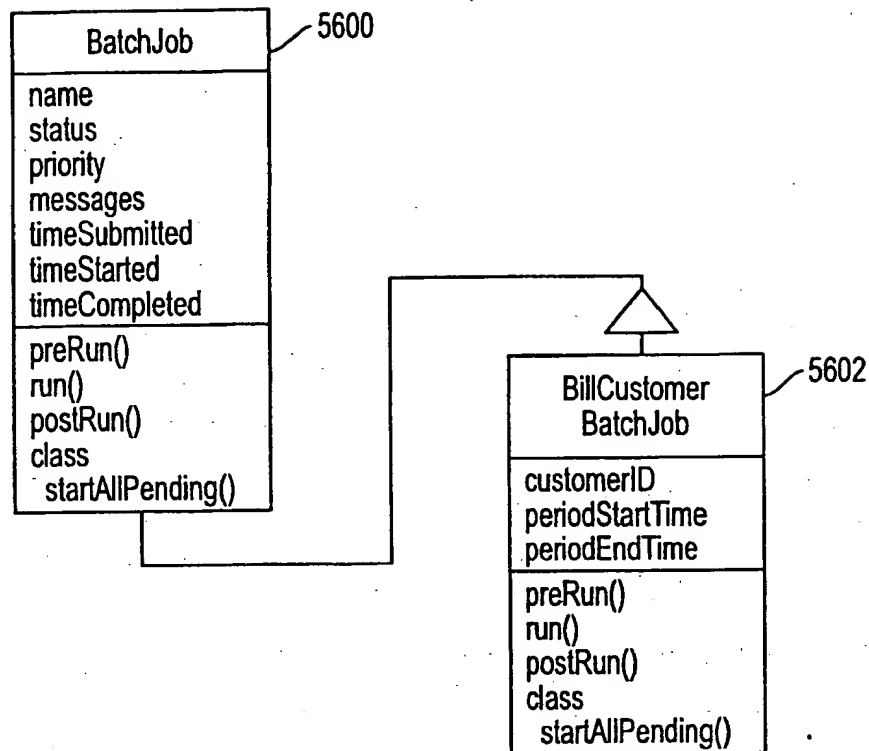 BatchJob
5600
name
status
priority
messages
timeSubmitted
timeStarted
timeCompleted
preRun()
run()
postRun()
class
startAllPending()
BillCustomer
BatchJob
5602
customerID
periodStartTime
periodEndTime
preRun()
run()
postRun()
class
startAllPending()